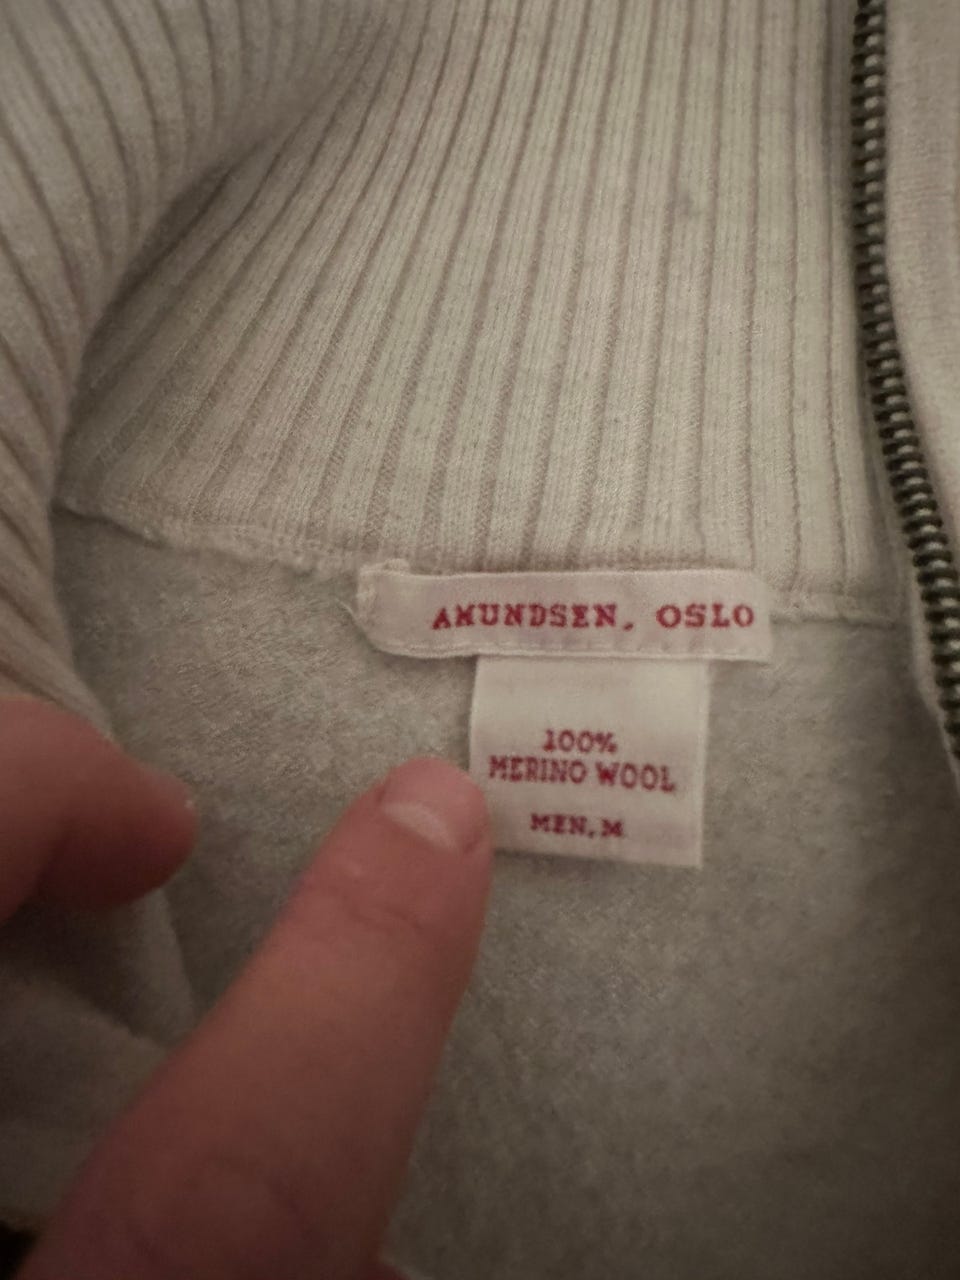 AMUNDSEN, OSLO
100%
MERINO WOOL
MEN, M